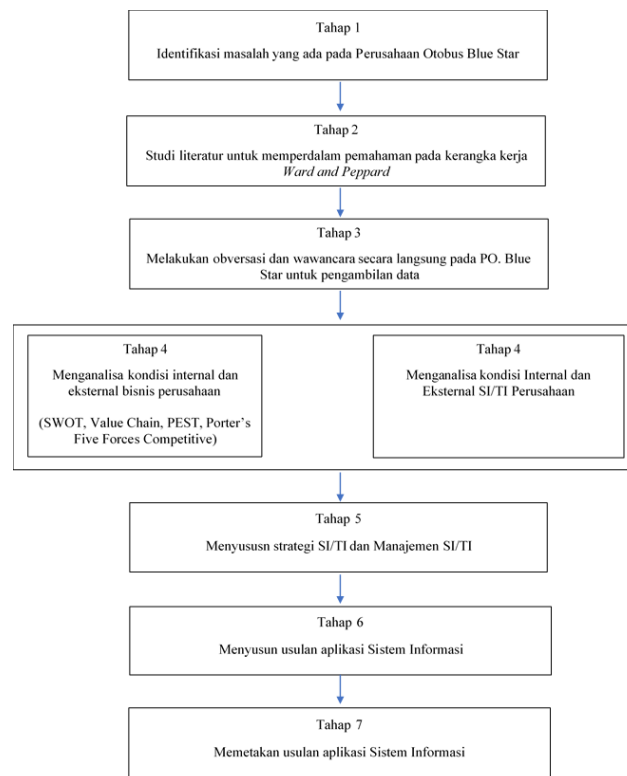 Tahap 1
Identifikasi masalah yang ada pada Perusahaan Otobus Blue Star
Tahap 2
Studi literatur untuk memperdalam pemahaman pada kerangka kerja
Ward and Peppard
Tahap 3
Melakukan obversasi dan wawancara secara langsung pada PO. Blue
Star untuk pengambilan data
Tahap 4
Menganalisa kondisi internal dan
eksternal bisnis perusahaan
(SWOT, Value Chain, PEST, Porter's
Five Forces Competitive)
Tahap 4
Menganalisa kondisi Internal dan
Eksternal SI/TI Perusahaan
Tahap 5
Menyususn strategi SI/TI dan Manajemen SI/TI
Tahap 6
Menyusun usulan aplikasi Sistem Informasi
Tahap 7
Memetakan usulan aplikasi Sistem Informasi